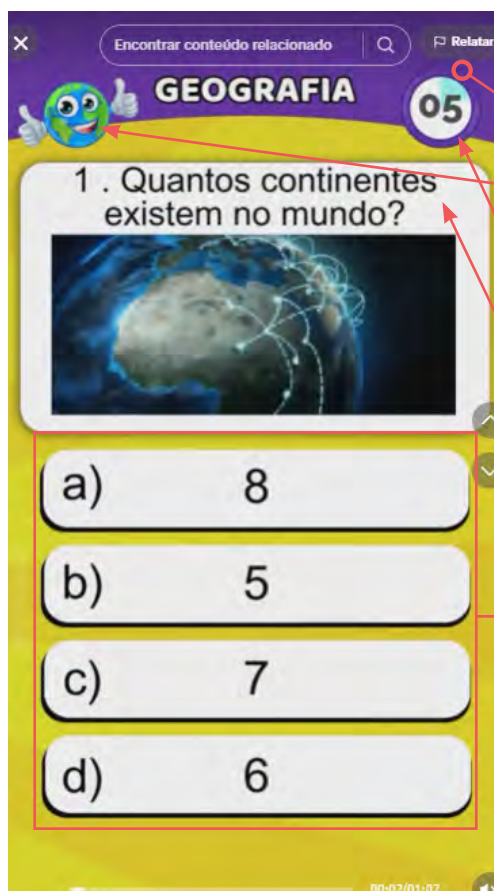 Encontrar conteúdo relacionado
Relatar
GEOGRAFIA
05
1 . Quantos continentes
existem no mundo?
a) 8
b) 5
c) 7
d) 6
00:02/01:07